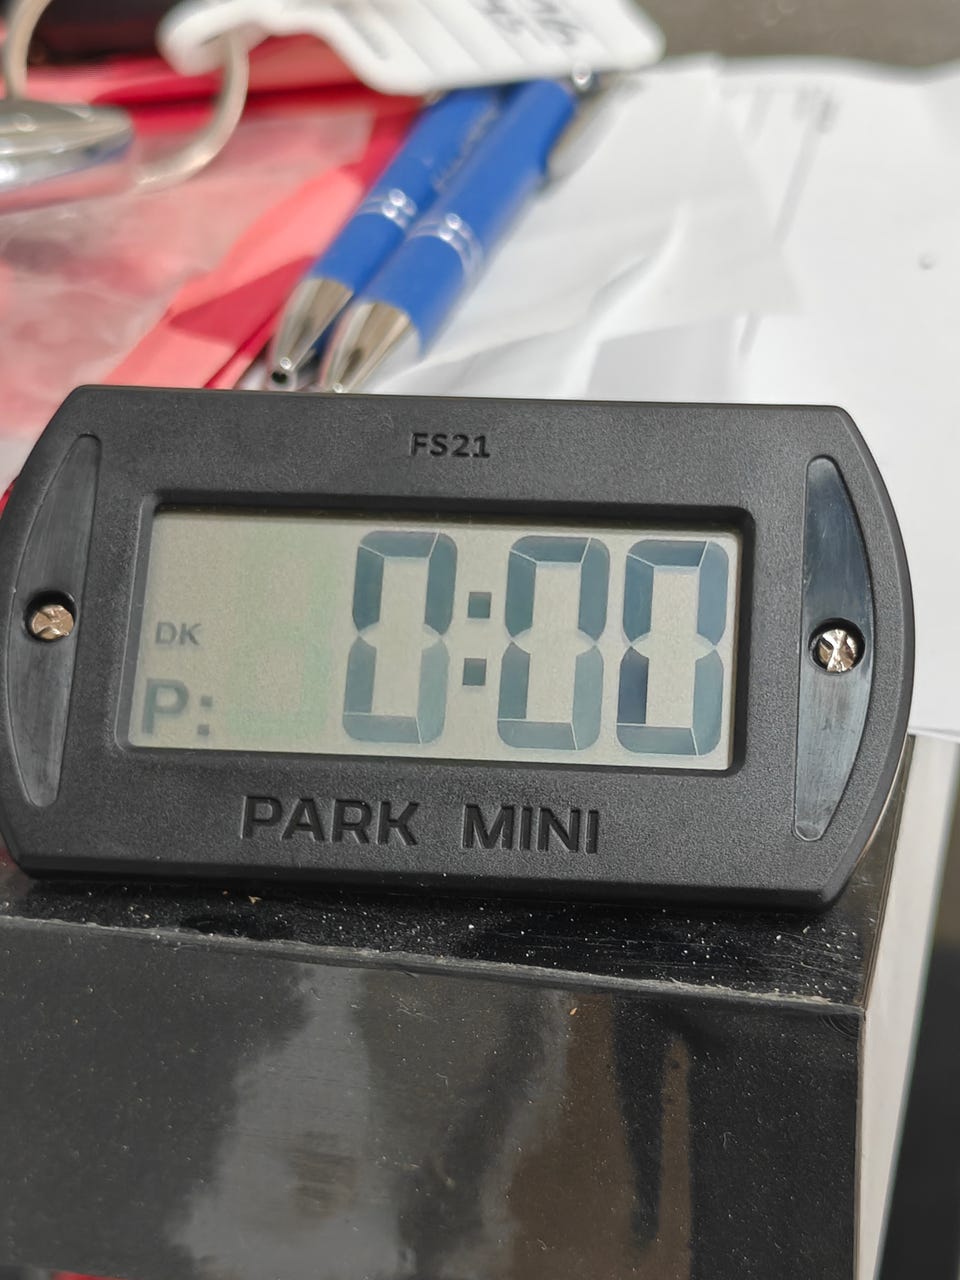 FS21
0:00
DK
P:
PARK MINI